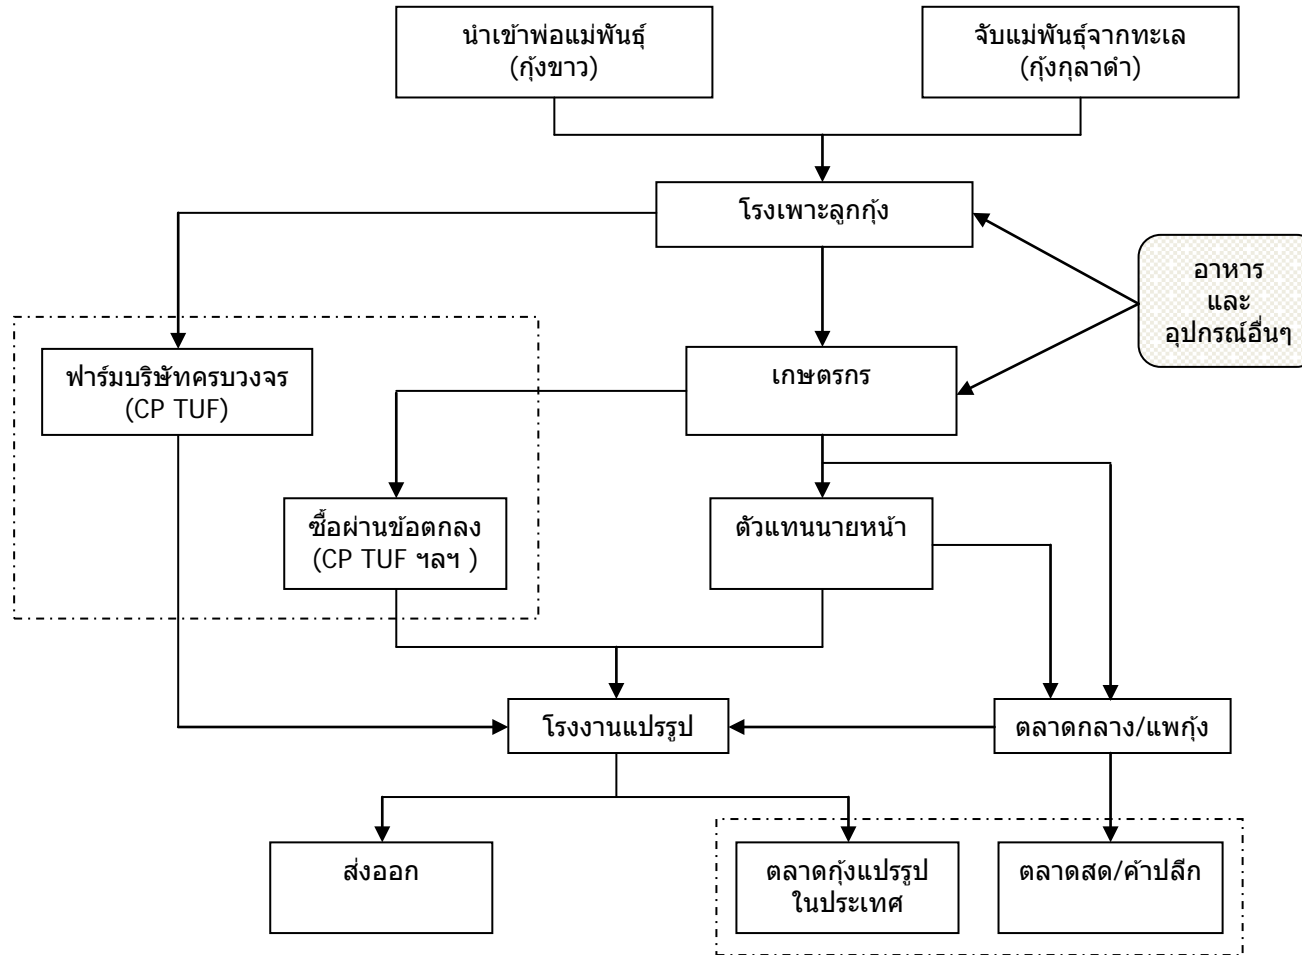 นำเข้าพ่อแม่พันธุ์
(กุ้งขาว)
จับแม่พันธุ์จากทะเล
(กุ้งกุลาดำ)
โรงเพาะลูกกุ้ง
อาหาร
และ
อุปกรณ์อื่นๆ
ฟาร์มบริษัทครบวงจร
(CP TUF)
เกษตรกร
ซื้อผ่านข้อตกลง
(CP TUF ฯลฯ )
ตัวแทนนายหน้า
โรงงานแปรรูป
ตลาดกลาง/แพกุ้ง
ส่งออก
ตลาดกุ้งแปรรูป
ในประเทศ
ตลาดสด/ค้าปลีก